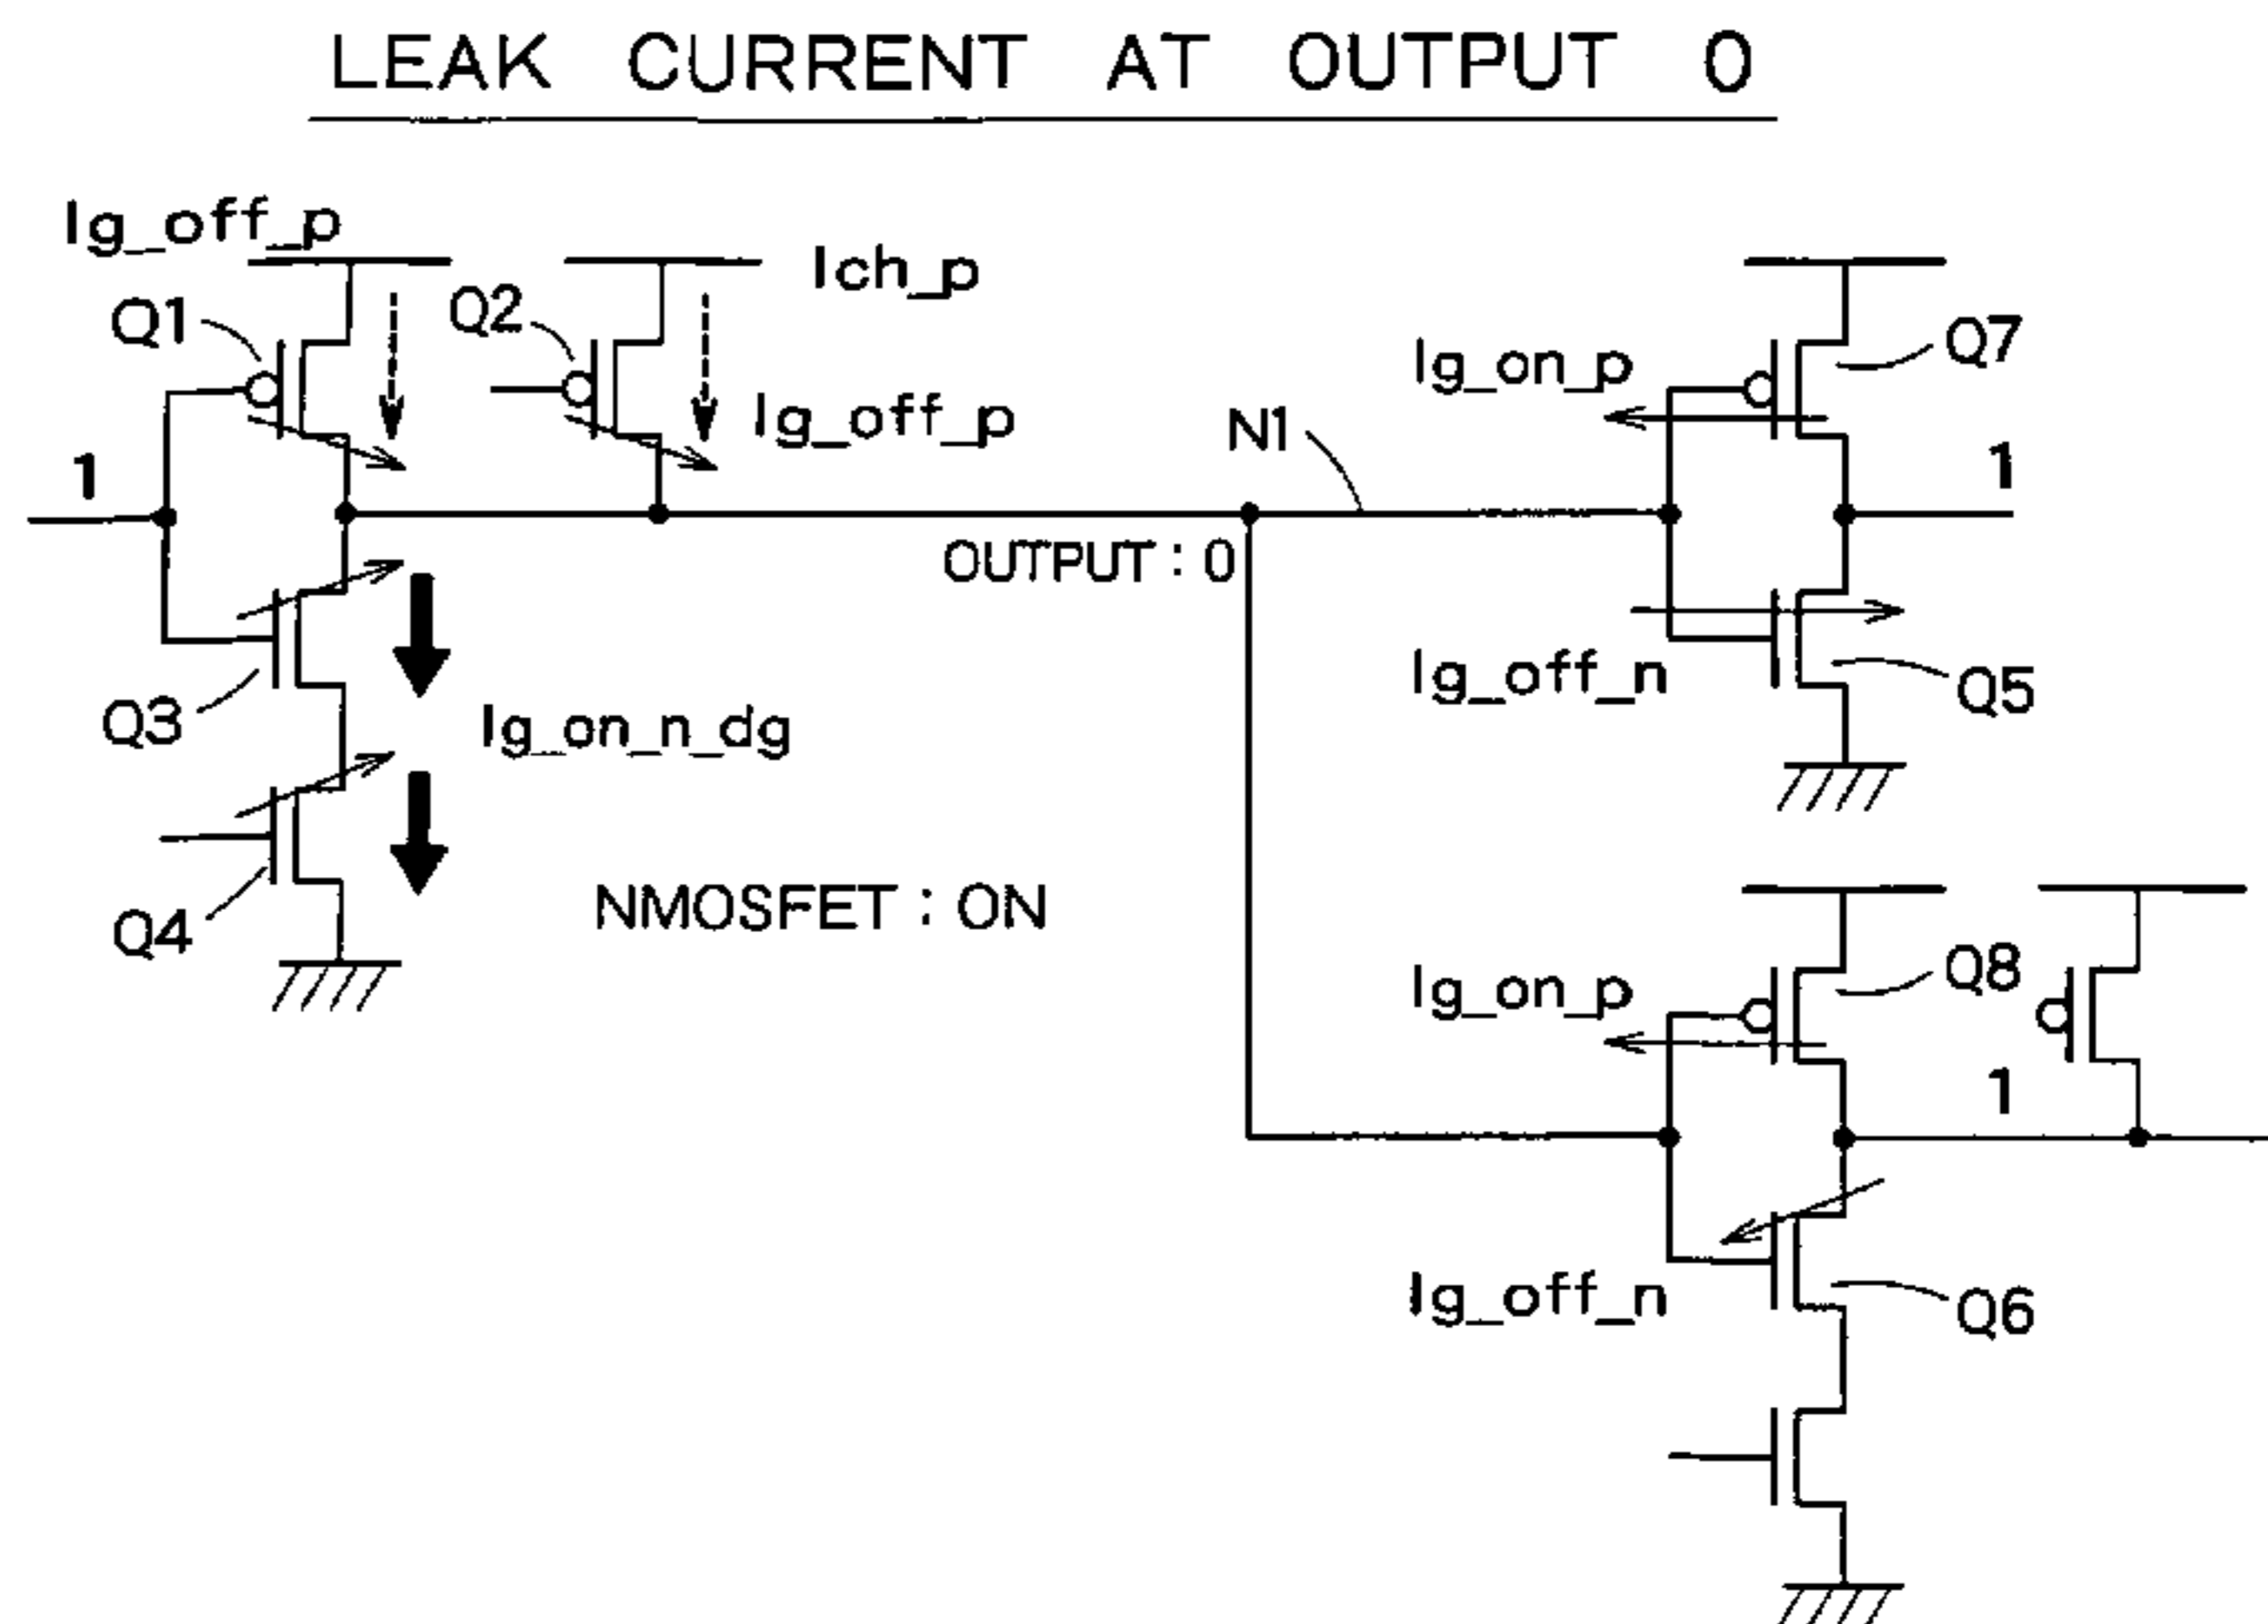 LEAK CURRENT AT OUTPUT 0
Ig_off_p
Ich_p
Q1
Q2
Q7
Ig_on_p
Ig_off_p
N1
1
1
OUTPUT : 0
Ig_off_n
Q5
Q3
Ig_on_n_dg
Q4
NMOSFET : ON
Q8
Ig_on_p
1
Ig_off_n
Q6